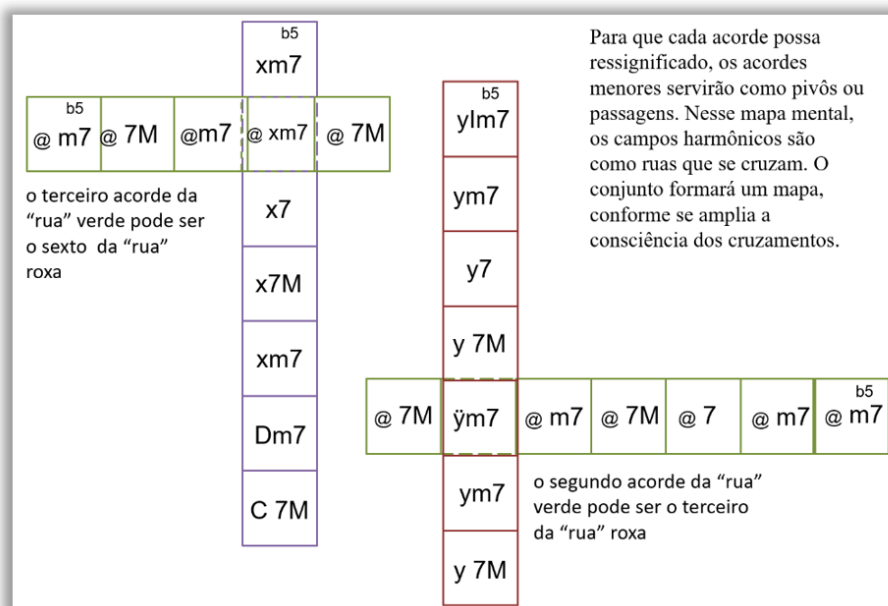 b5
xm7
b5
@ m7 @ 7M @m7 @ xm7 @ 7M
o terceiro acorde da
“rua” verde pode ser
o sexto da “rua”
roxa
x7
x7M
xm7
Dm7
C 7M
Para que cada acorde possa
ressignificado, os acordes
menores servirão como pivôs ou
passagens. Nesse mapa mental,
os campos harmônicos são
como ruas que se cruzam. O
conjunto formará um mapa,
conforme se amplia a
consciência dos cruzamentos.
b5
ylm7
ym7
y7
y 7M
b5
@ 7M ÿm7 @ m7 @ 7M @ 7 @ m7 @ m7
ym7
y 7M
o segundo acorde da “rua”
verde pode ser o terceiro
da “rua” roxa